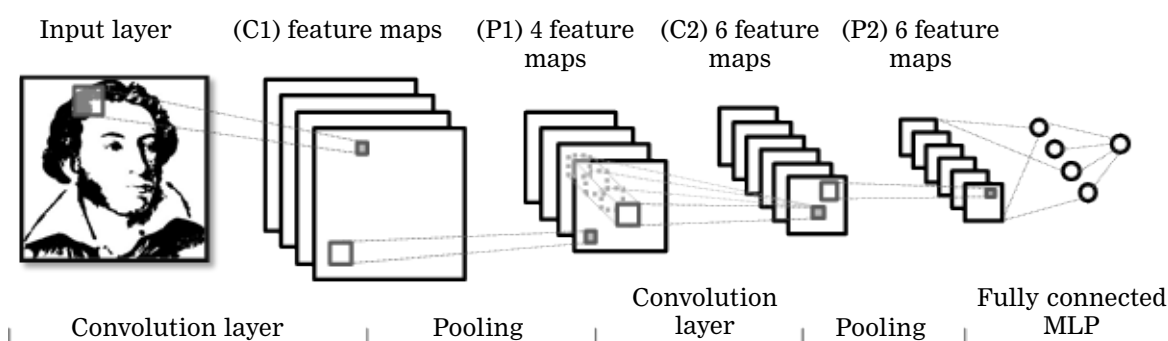 Input layer
(C1) feature maps
(P1) 4 feature
maps
(C2) 6 feature
maps
(P2) 6 feature
maps
Convolution layer
Pooling
Convolution
layer
Pooling
Fully connected
MLP